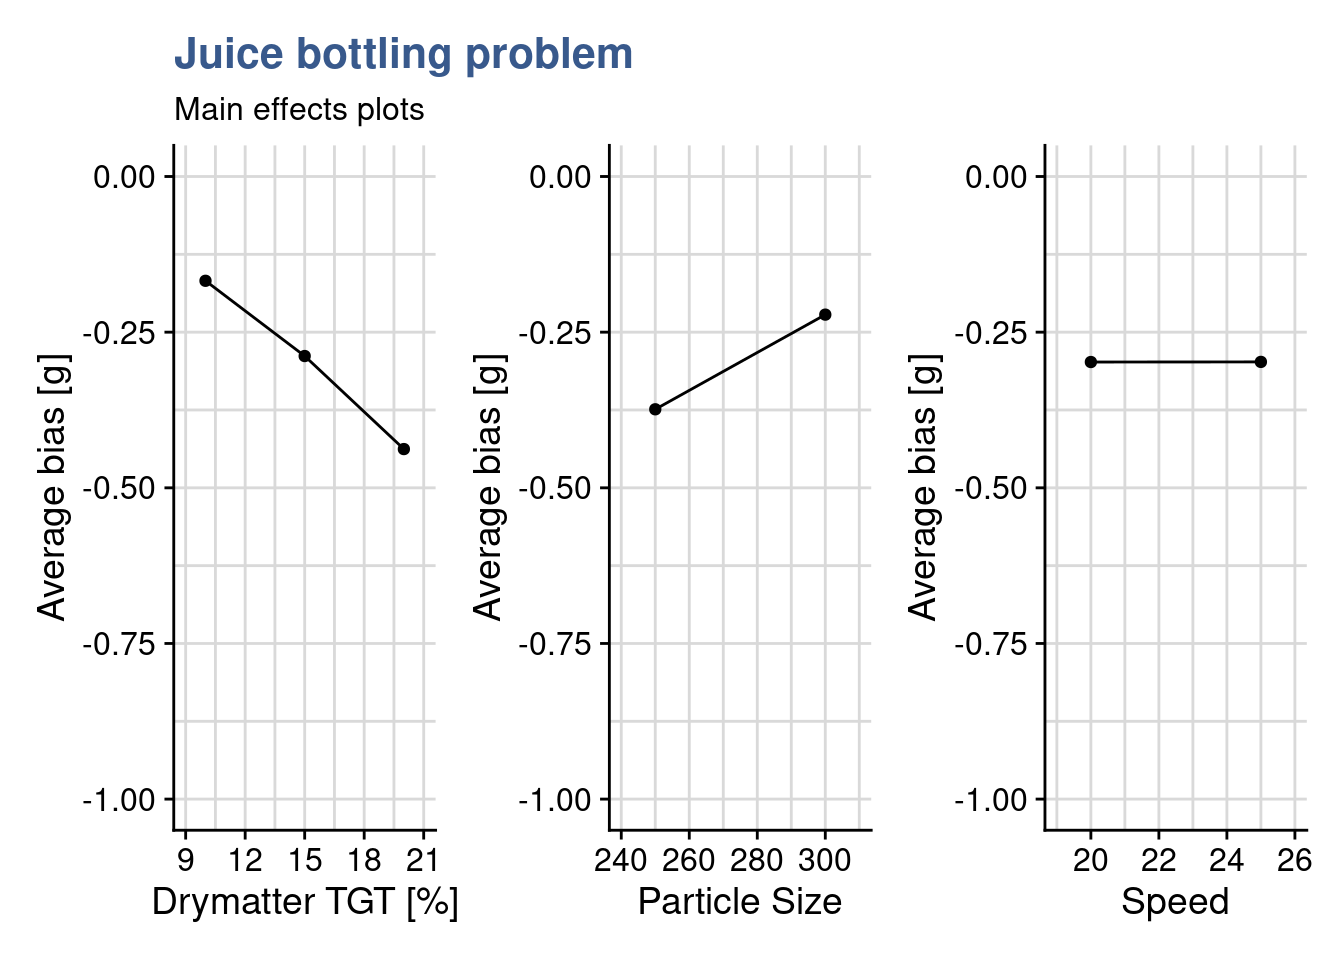 Juice bottling problem
Main effects plots
0.00
-0.25
-0.50
-0.75
-1.00
Average bias [g]
9 12 15 18 21
Drymatter TGT [%]
0.00
-0.25
-0.50
-0.75
-1.00
Average bias [g]
240 260 280 300
Particle Size
0.00
-0.25
-0.50
-0.75
-1.00
Average bias [g]
20 22 24 26
Speed